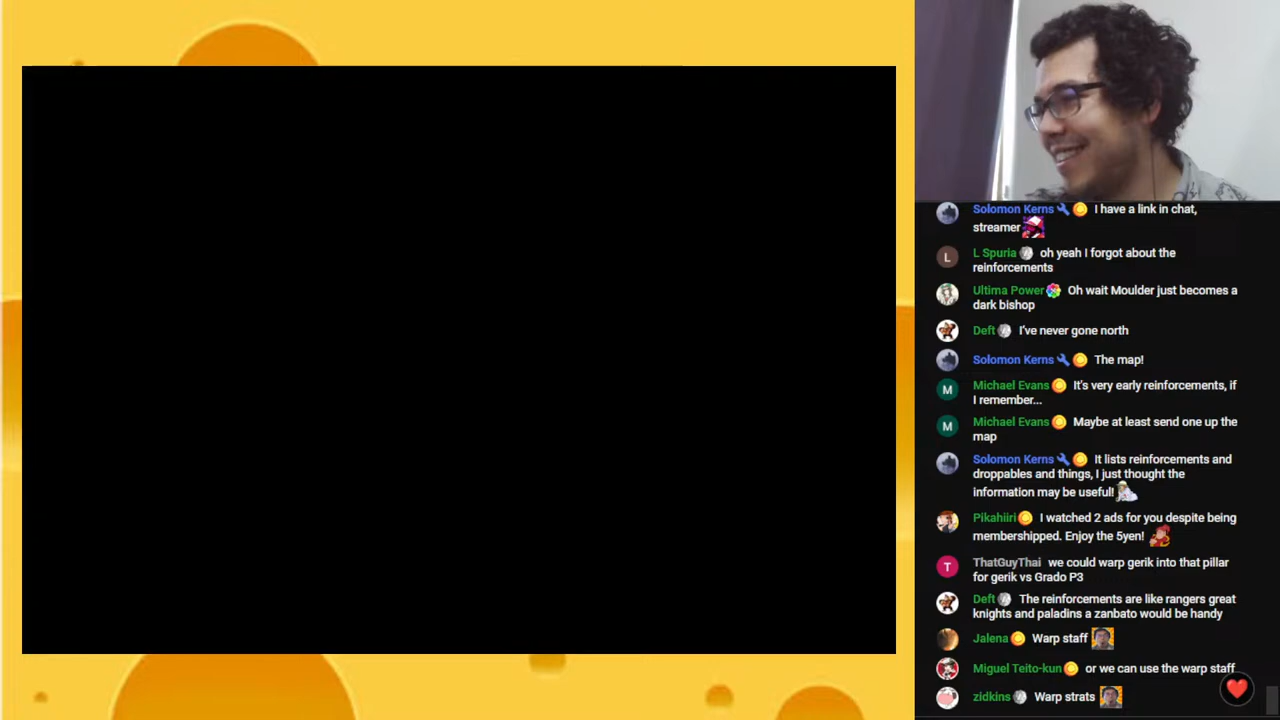 Solomon Kerns I have a link in chat,
streamer
L L Spuria oh yeah I forgot about the
reinforcements
Ultima Power Oh wait Moulder just becomes a
dark bishop
Deft I've never gone north
Solomon Kerns The map!
M Michael Evans It's very early reinforcements, if
I remember...
M Michael Evans Maybe at least send one up the
map
Solomon Kerns It lists reinforcements and
droppables and things, I just thought the
information may be useful!
Pikahiiri I watched 2 ads for you despite being
membershipped. Enjoy the 5yen!
T ThatGuyThai we could warp gerik into that pillar
for gerik vs Grado P3
Deft The reinforcements are like rangers great
knights and paladins a zanbato would be handy
Jalena Warp staff
Miguel Teito-kun or we can use the warp staff
zidkins Warp strats